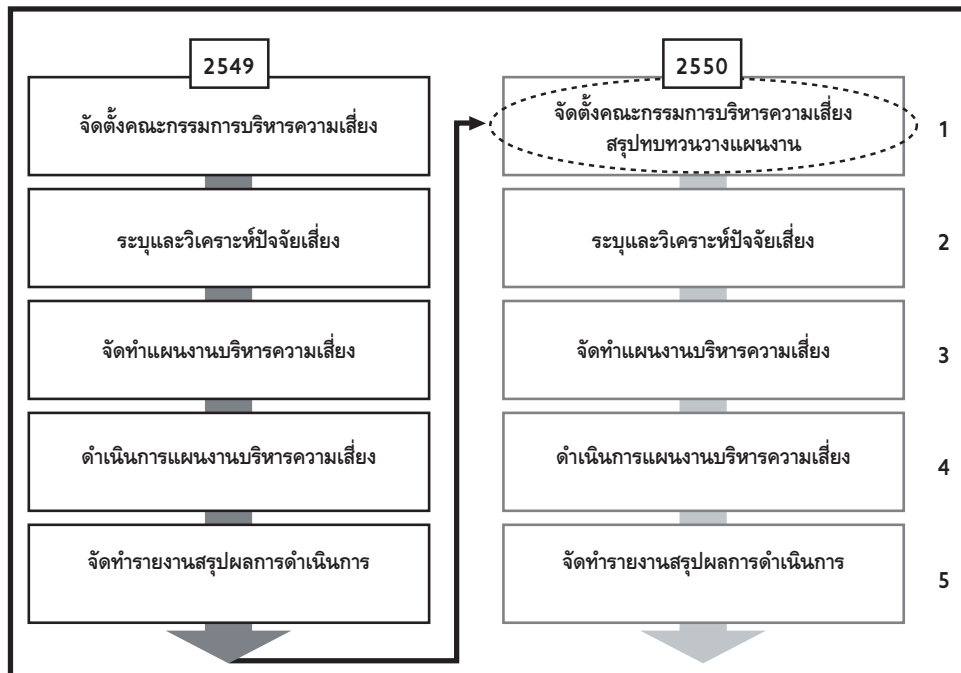 2549
จัดตั้งคณะกรรมการบริหารความเสี่ยง
ระบุและวิเคราะห์ปัจจัยเสี่ยง
จัดทำแผนงานบริหารความเสี่ยง
ดำเนินการแผนงานบริหารความเสี่ยง
จัดทำรายงานสรุปผลการดำเนินการ
2550
จัดตั้งคณะกรรมการบริหารความเสี่ยง
สรุปทบทวนวางแผนงาน
1
ระบุและวิเคราะห์ปัจจัยเสี่ยง
2
จัดทำแผนงานบริหารความเสี่ยง
3
ดำเนินการแผนงานบริหารความเสี่ยง
4
จัดทำรายงานสรุปผลการดำเนินการ
5